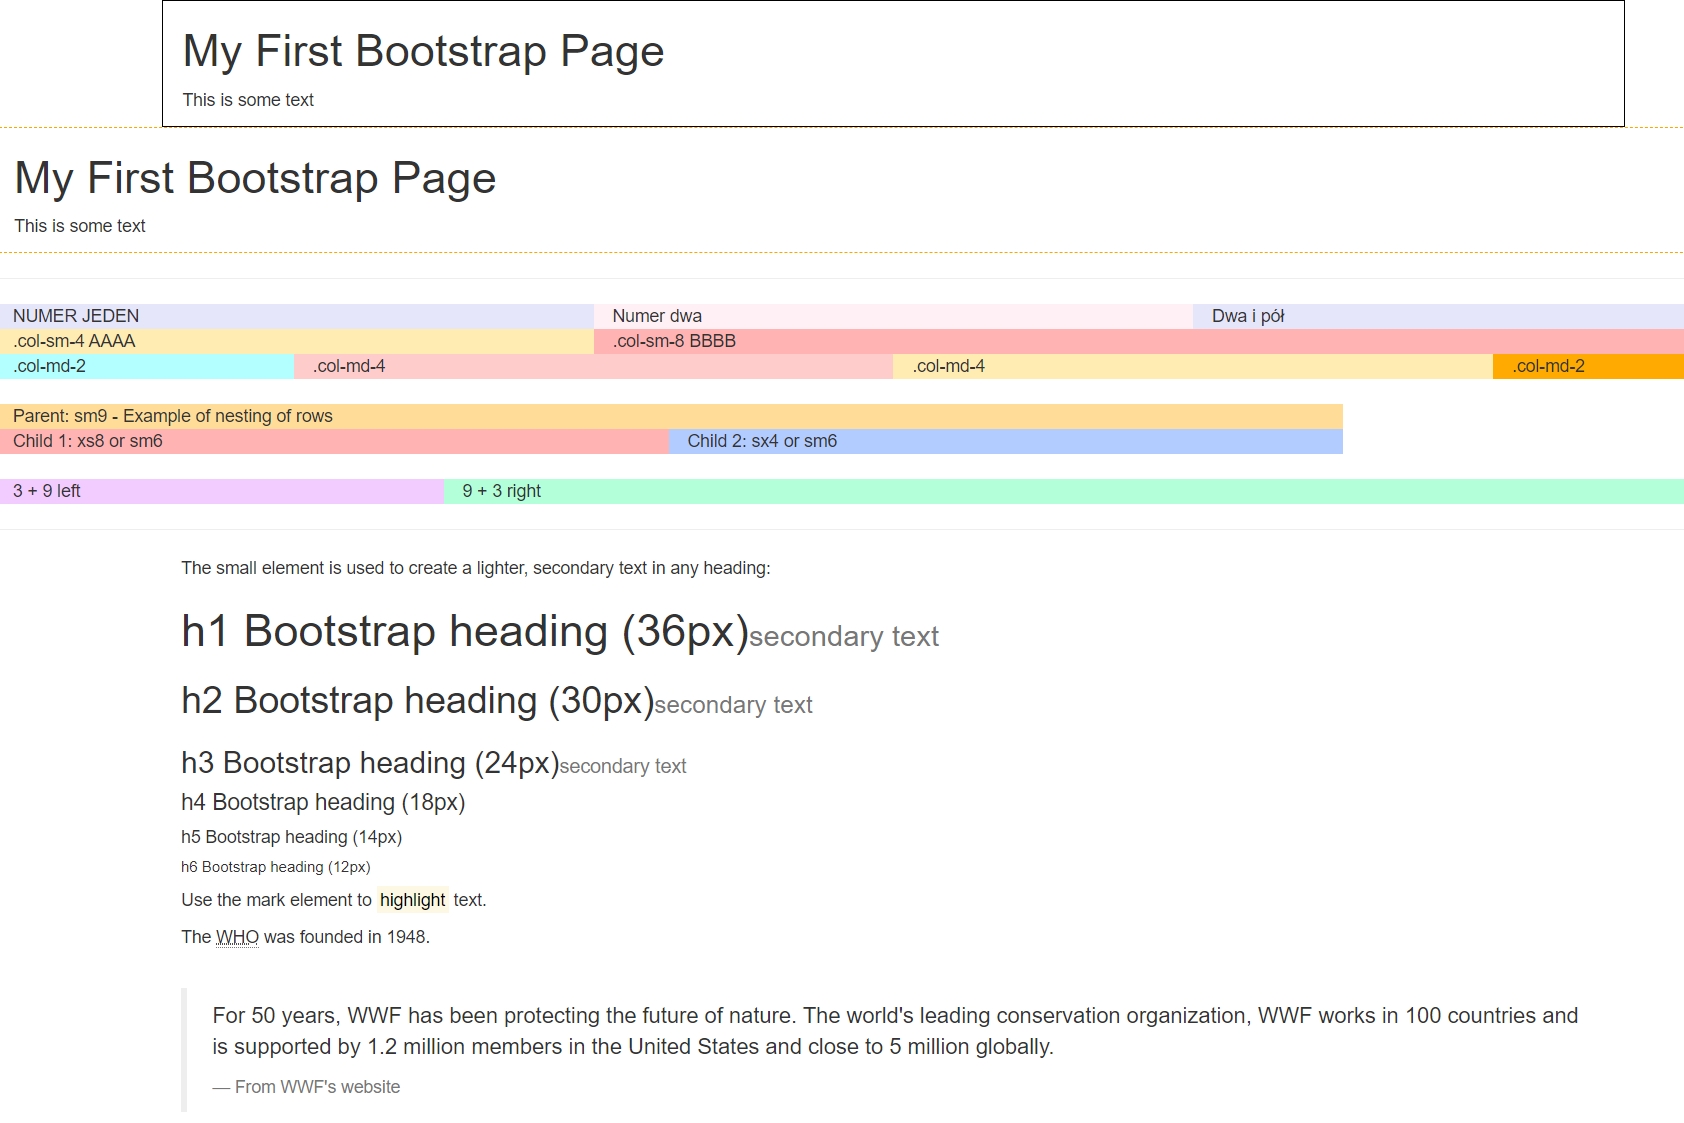 My First Bootstrap Page
This is some text
My First Bootstrap Page
This is some text
NUMER JEDEN Numer dwa Dwa i pół
.col-sm-4 AAAA .col-sm-8 BBBB
.col-md-2 .col-md-4 .col-md-4 .col-md-2
Parent: sm9 - Example of nesting of rows
Child 1: xs8 or sm6 Child 2: sx4 or sm6
3 + 9 left 9 + 3 right
The small element is used to create a lighter, secondary text in any heading:
h1 Bootstrap heading (36px)secondary text
h2 Bootstrap heading (30px)secondary text
h3 Bootstrap heading (24px)secondary text
h4 Bootstrap heading (18px)
h5 Bootstrap heading (14px)
h6 Bootstrap heading (12px)
Use the mark element to highlight text.
The WHO was founded in 1948.
For 50 years, WWF has been protecting the future of nature. The world's leading conservation organization, WWF works in 100 countries and
is supported by 1.2 million members in the United States and close to 5 million globally.
— From WWF's website